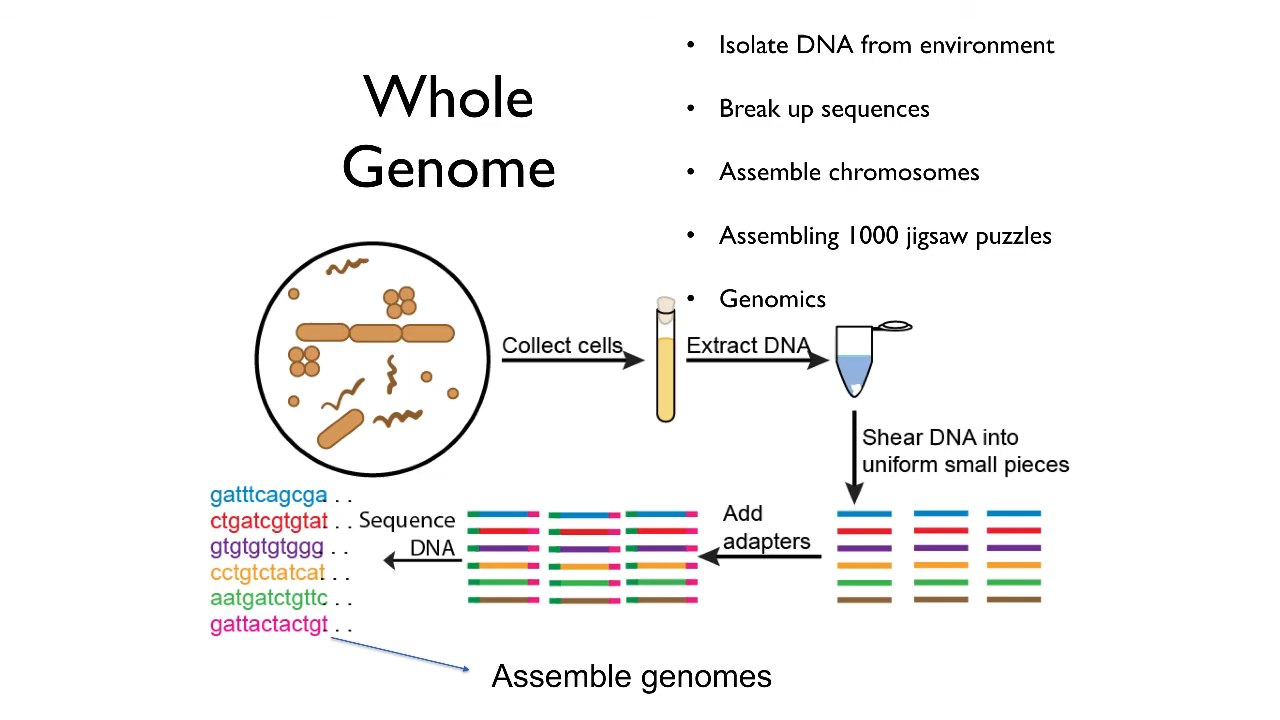 Whole
Genome
• Isolate DNA from environment
• Break up sequences
• Assemble chromosomes
• Assembling 1000 jigsaw puzzles
• Genomics
Collect cells
Extract DNA
Shear DNA into
uniform small pieces
Add
adapters
Sequence
DNA
gatttcagcga. . .
ctgatcgtgtat. . .
gtgtgtgtggg. . .
cctgtctatcat. . .
aatgatctgttc. . .
gattactactgt. . .
Assemble genomes